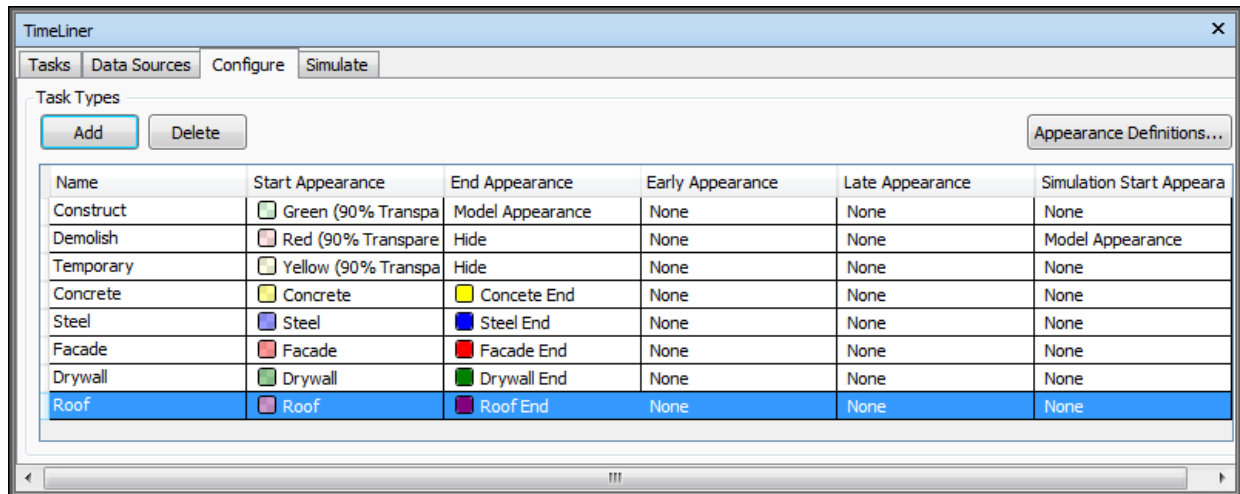 TimeLiner
Tasks Data Sources Configure Simulate
Task Types
Add Delete Appearance Definitions...
Name Start Appearance End Appearance Early Appearance Late Appearance Simulation Start Appeara
Construct Green (90% Transpa Model Appearance None None None
Demolish Red (90% Transpare Hide None None Model Appearance
Temporary Yellow (90% Transpa Hide None None None
Concrete Concrete Concete End None None None
Steel Steel Steel End None None None
Facade Facade Facade End None None None
Drywall Drywall Drywall End None None None
Roof Roof Roof End None None None